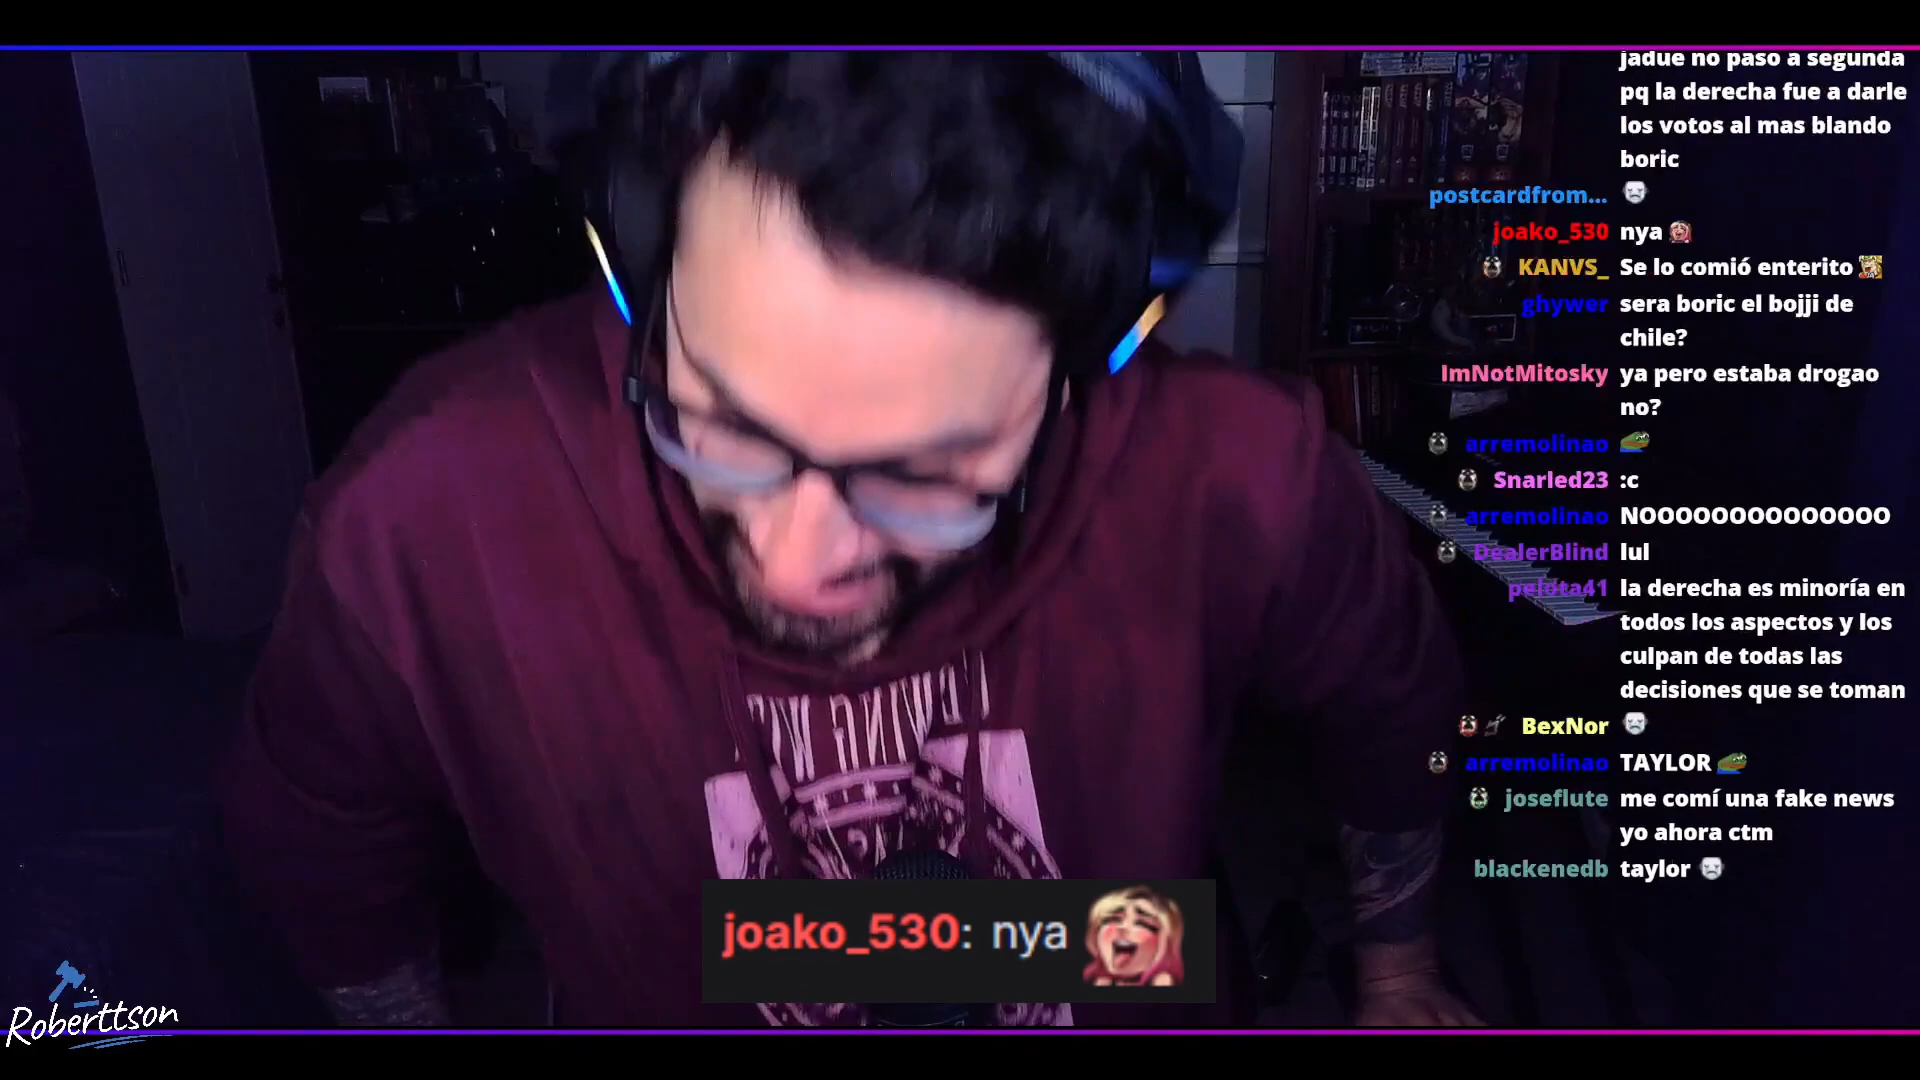 jadue no paso a segunda
pq la derecha fue a darle
los votos al mas blando
boric
postcardfrom...
joako_530 nya
KANVS_ Se lo comió enterito
ghywer sera boric el bojji de
chile?
ImNotMitosky ya pero estaba drogao
no?
arremolinao
Snarled23 :c
arremolinao NOOOOOOOOOOOOOO
DealerBlind lul
pelota41 la derecha es minoría en
todos los aspectos y los
culpan de todas las
decisiones que se toman
BexNor
arremolinao TAYLOR
joseflute me comí una fake news
yo ahora ctm
blackenedb taylor
joako_530: nya
Roberttson